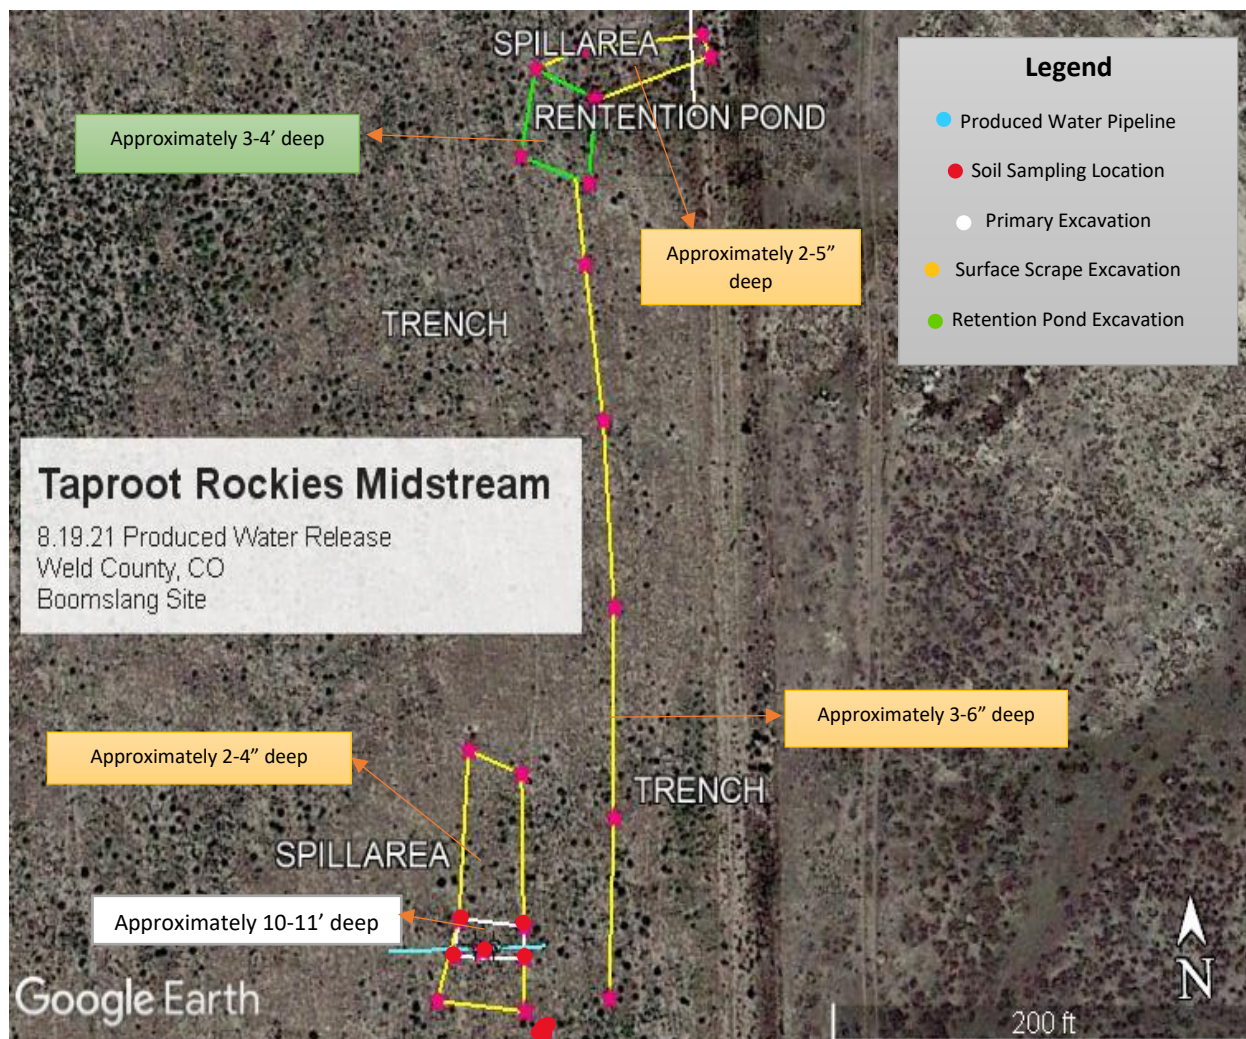 SPILLAREA
RENTENTION POND
Approximately 3-4’ deep
Approximately 2-5”
deep
TRENCH
Legend
Produced Water Pipeline
Soil Sampling Location
Primary Excavation
Surface Scrape Excavation
Retention Pond Excavation
Taproot Rockies Midstream
8.19.21 Produced Water Release
Weld County, CO
Boomslang Site
Approximately 3-6” deep
Approximately 2-4” deep
TRENCH
SPILLAREA
Approximately 10-11’ deep
Google Earth
N
200 ft